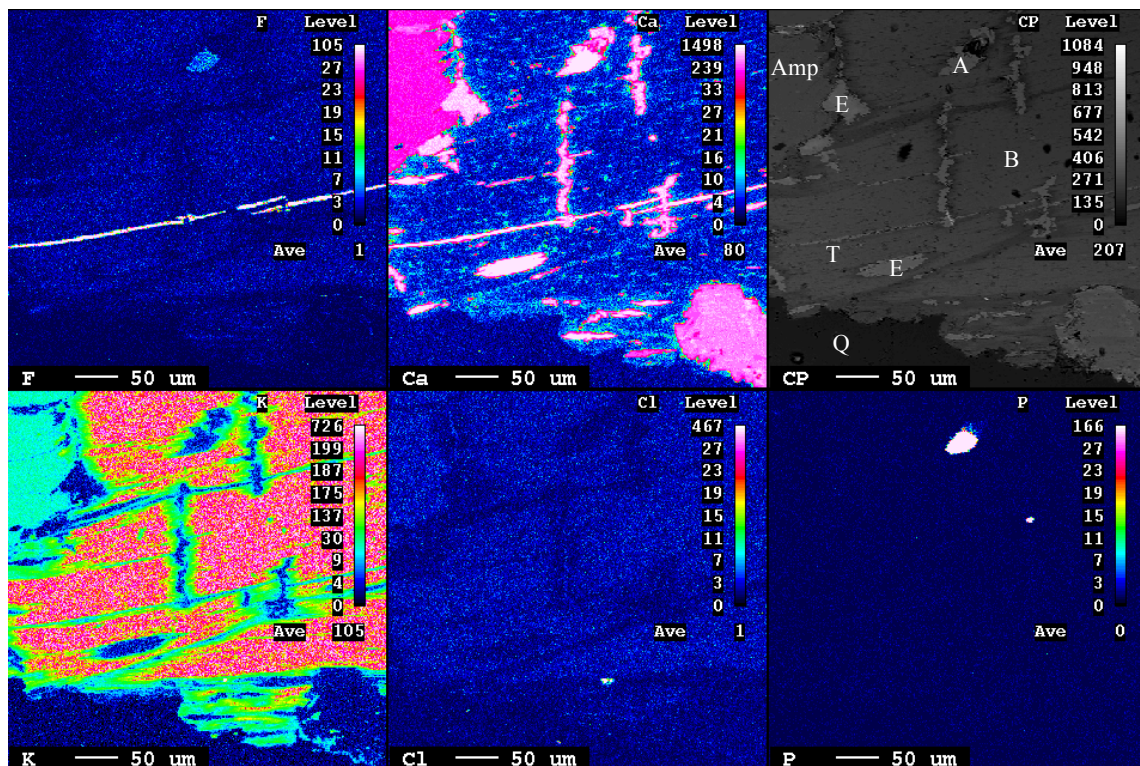 F Level
105
27
23
19
15
11
7
3
0
Ave 1
F 50 um
Ca Level
1498
239
33
27
21
16
10
4
0
Ave 80
Ca 50 um
CP Level
1084
948
813
677
542
406
271
135
0
Ave 207
Amp
A
E
B
T
E
Q
CP 50 um
K Level
726
199
187
175
137
30
9
4
0
Ave 105
K 50 um
Cl Level
467
27
23
19
15
11
7
3
0
Ave 1
Cl 50 um
P Level
166
27
23
19
15
11
7
3
0
Ave 0
P 50 um